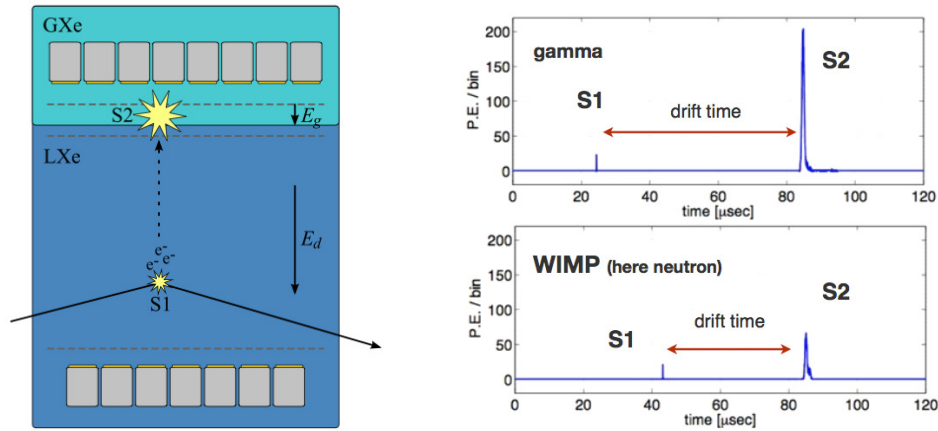 GXe
S2
E_g
LXe
E_d
e⁻
e⁻ e⁻
S1
gamma
S2
S1
drift time
P.E. / bin
200
150
100
50
0
0 20 40 60 80 100 120
time [μsec]
WIMP (here neutron)
S2
S1
drift time
P.E. / bin
200
150
100
50
0
0 20 40 60 80 100 120
time [μsec]